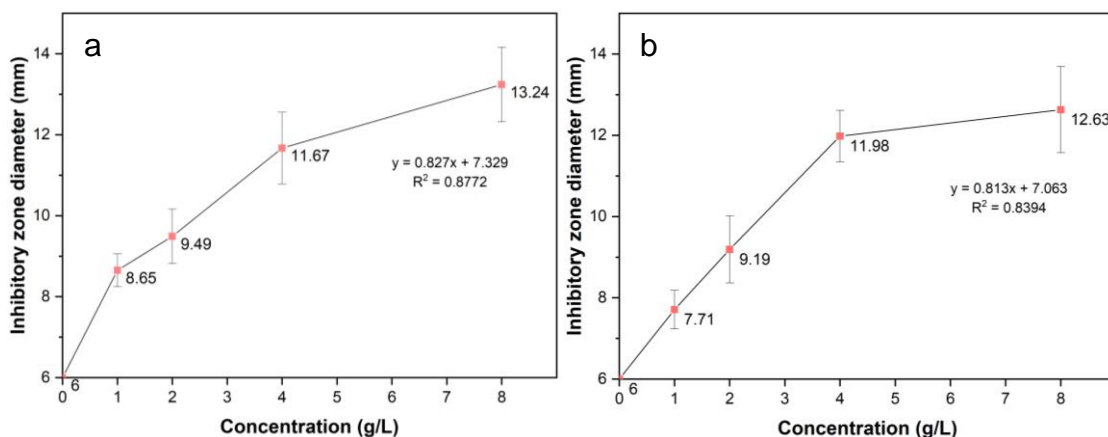 a
Inhibitory zone diameter (mm)
14
12
10
8
6
13.24
11.67
9.49
8.65
6
y = 0.827x + 7.329
R² = 0.8772
0 1 2 3 4 5 6 7 8
Concentration (g/L)
b
Inhibitory zone diameter (mm)
14
12
10
8
6
12.63
11.98
9.19
7.71
6
y = 0.813x + 7.063
R² = 0.8394
0 1 2 3 4 5 6 7 8
Concentration (g/L)